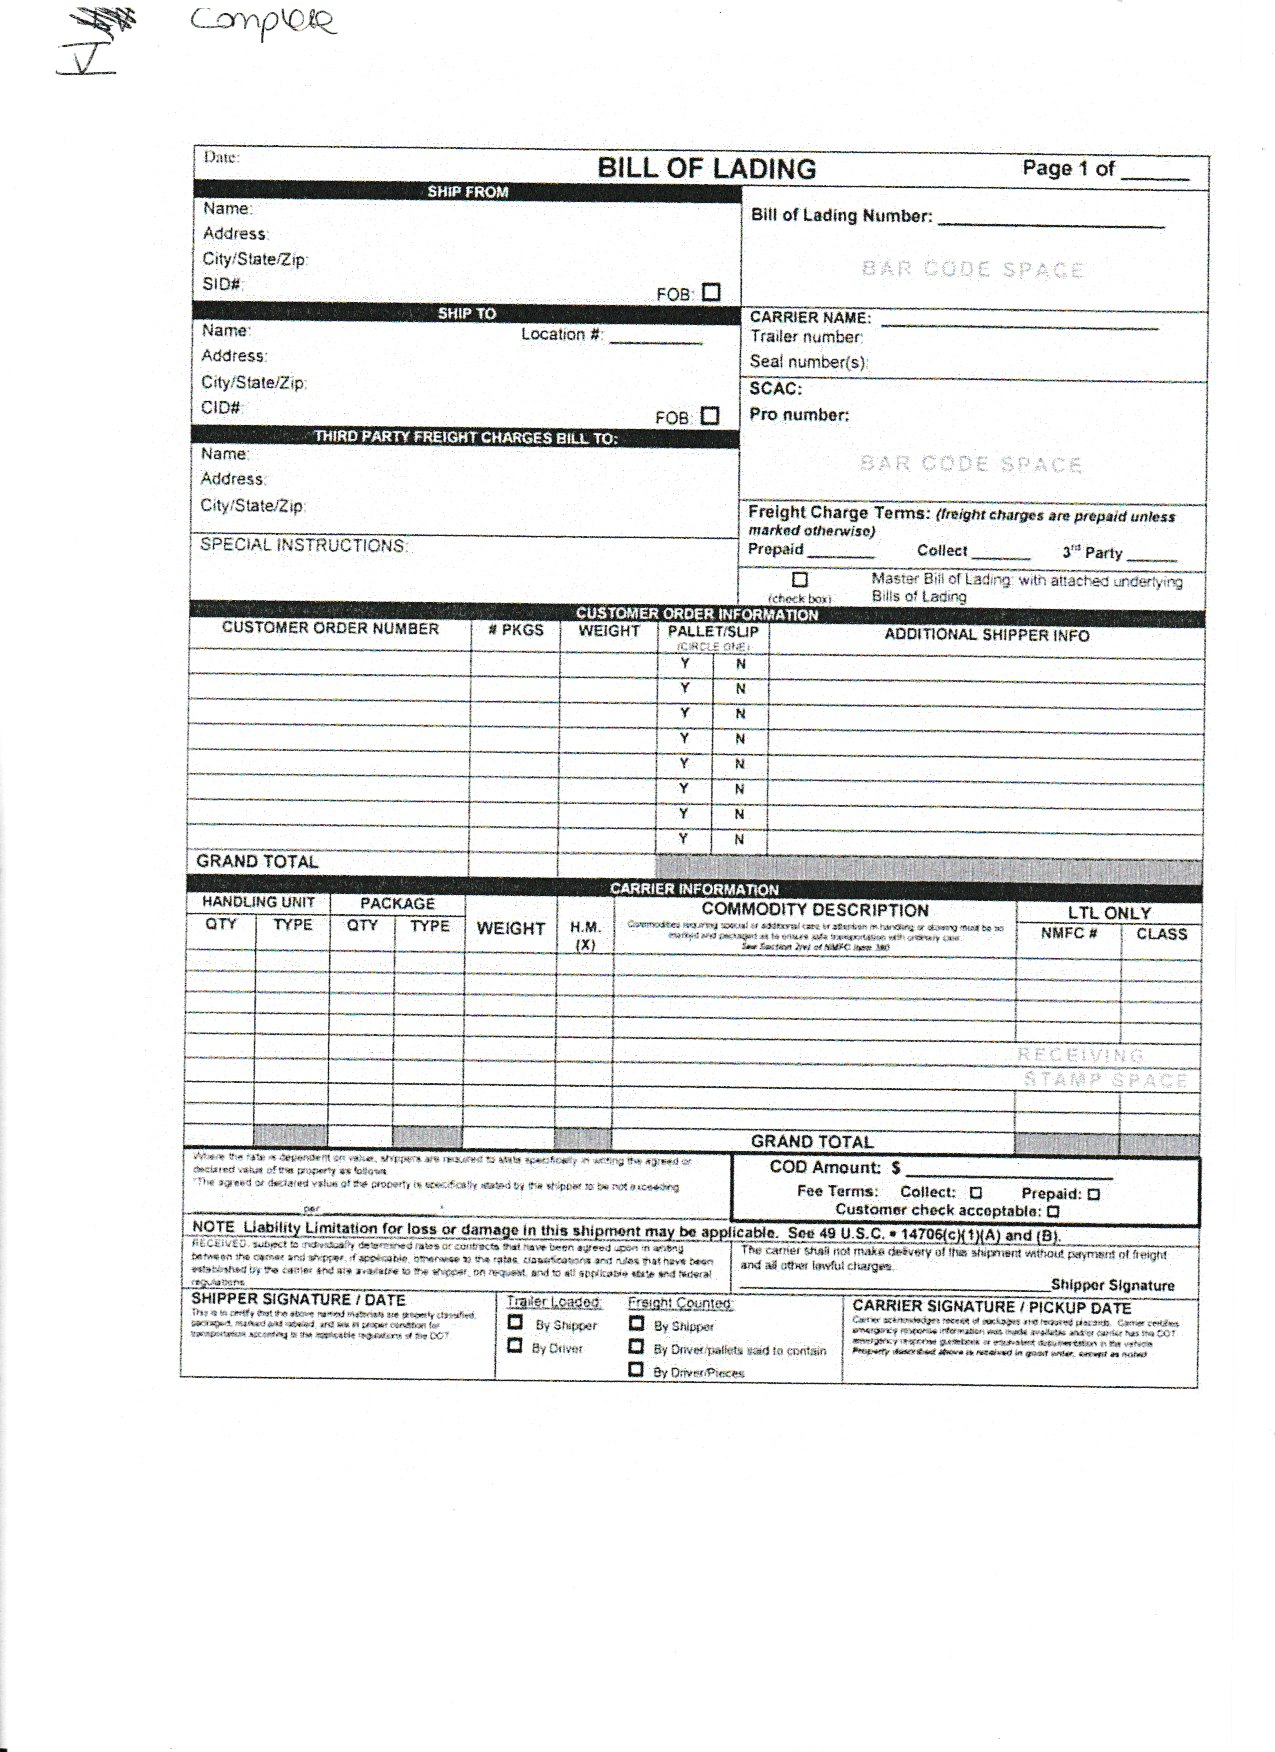 Complete
V
Date:
BILL OF LADING
Page 1 of ______
SHIP FROM
Name:
Address:
City/State/Zip:
SID#:
FOB: ☐
Bill of Lading Number: ______
BAR CODE SPACE
SHIP TO
Name:
Location #: ______
Address:
City/State/Zip:
CID#:
FOB: ☐
CARRIER NAME: ______
Trailer number:
Seal number(s):
SCAC:
Pro number:
BAR CODE SPACE
THIRD PARTY FREIGHT CHARGES BILL TO:
Name:
Address:
City/State/Zip:
SPECIAL INSTRUCTIONS:
Freight Charge Terms: (freight charges are prepaid unless
marked otherwise)
Prepaid ______ Collect ______ 3rd Party ______
☐ Master Bill of Lading: with attached underlying
(check box) Bills of Lading
CUSTOMER ORDER INFORMATION
CUSTOMER ORDER NUMBER # PKGS WEIGHT PALLET/SLIP ADDITIONAL SHIPPER INFO
(CIRCLE ONE)
Y N
Y N
Y N
Y N
Y N
Y N
Y N
Y N
GRAND TOTAL
CARRIER INFORMATION
HANDLING UNIT PACKAGE COMMODITY DESCRIPTION LTL ONLY
QTY TYPE QTY TYPE WEIGHT H.M. NMFC # CLASS
(X)
Commodities requiring special or additional care or attention in handling or stowing must be so
marked and packaged as to ensure safe transportation with ordinary care.
See Section 2(e) of NMFC Item 360
RECEIVING
STAMP SPACE
GRAND TOTAL
Where the rate is dependent on value, shippers are required to state specifically in writing the agreed or
declared value of the property as follows
"The agreed or declared value of the property is specifically stated by the shipper to be not exceeding
______ per ______
COD Amount: $ ______
Fee Terms: Collect: ☐ Prepaid: ☐
Customer check acceptable: ☐
NOTE Liability Limitation for loss or damage in this shipment may be applicable. See 49 U.S.C. • 14706(c)(1)(A) and (B).
RECEIVED, subject to individually determined rates or contracts that have been agreed upon in writing
between the carrier and shipper, if applicable, otherwise to the rates, classifications and rules that have been
established by the carrier and are available to the shipper, on request, and to all applicable state and federal
regulations.
The carrier shall not make delivery of this shipment without payment of freight
and all other lawful charges.
______ Shipper Signature
SHIPPER SIGNATURE / DATE
This is to certify that the above named materials are properly classified,
packaged, marked and labeled, and are in proper condition for
transportation according to the applicable regulations of the DOT
Trailer Loaded:
☐ By Shipper
☐ By Driver
Freight Counted:
☐ By Shipper
☐ By Driver/pallets said to contain
☐ By Driver/Pieces
CARRIER SIGNATURE / PICKUP DATE
Carrier acknowledges receipt of packages and required placards. Carrier certifies
emergency response information was made available and/or carrier has the DOT
emergency response guidebook or equivalent documentation in the vehicle
Property described above is received in good order, except as noted